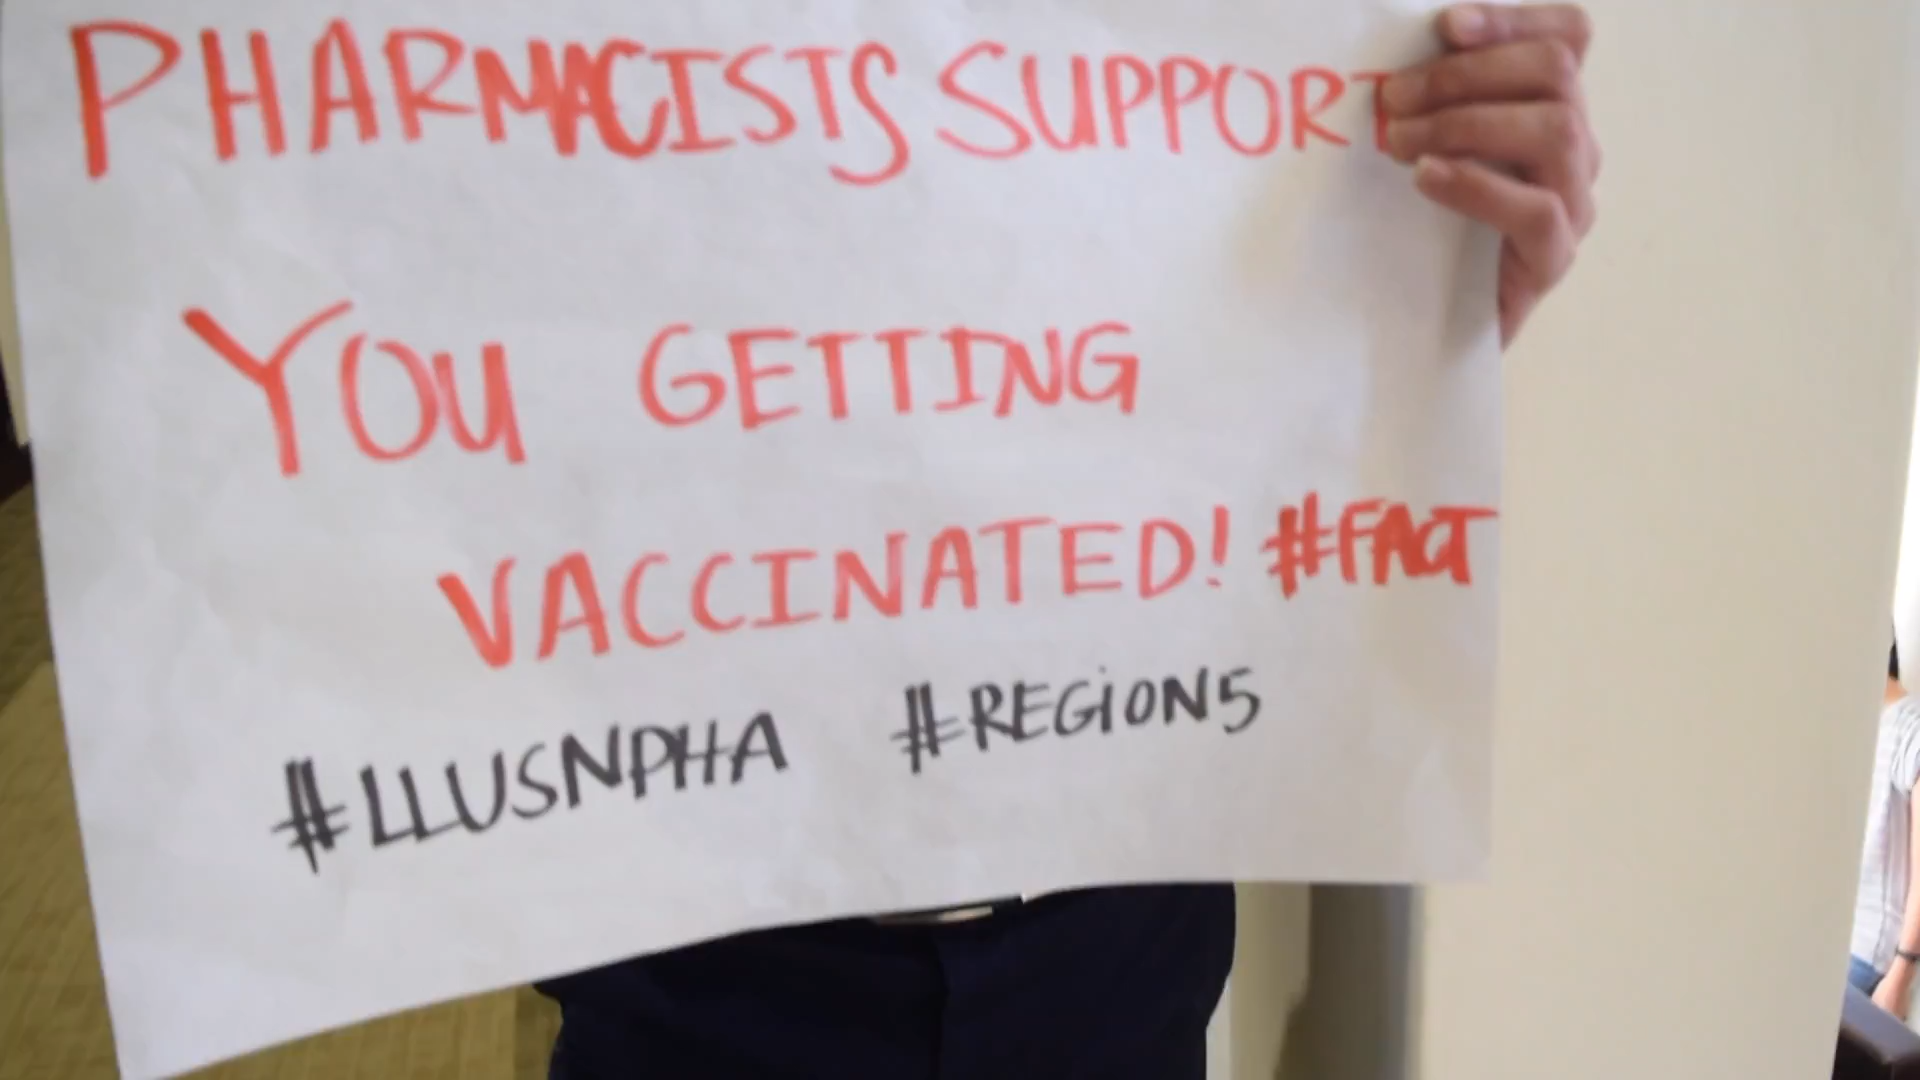 PHARMACISTS SUPPORT
YOU GETTING
VACCINATED! #FACT
#LLUSNPHA #REGiON5